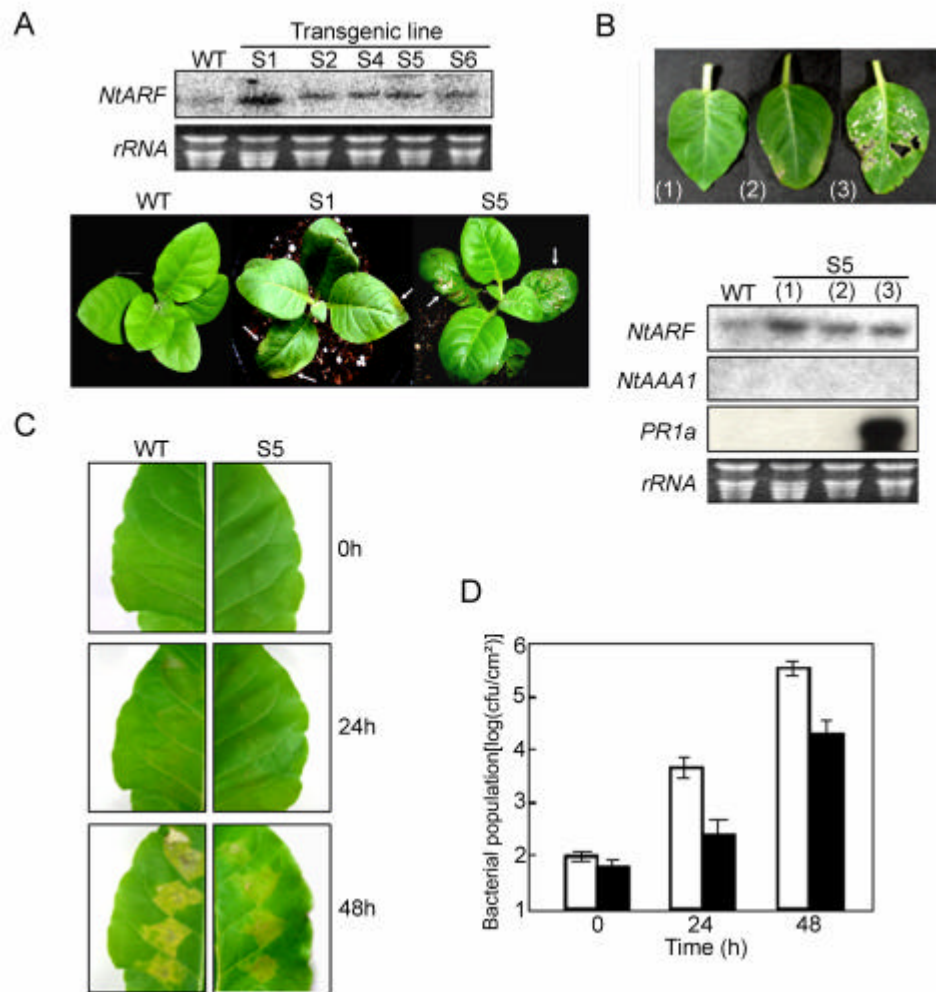 A
Transgenic line
WT S1 S2 S4 S5 S6
NtARF
rRNA
WT S1 S5
B
(1) (2) (3)
S5
WT (1) (2) (3)
NtARF
NtAAA1
PR1a
rRNA
C
WT S5
0h
24h
48h
D
Bacterial population[log(cfu/cm²)]
6
5
4
3
2
1
0 24 48
Time (h)